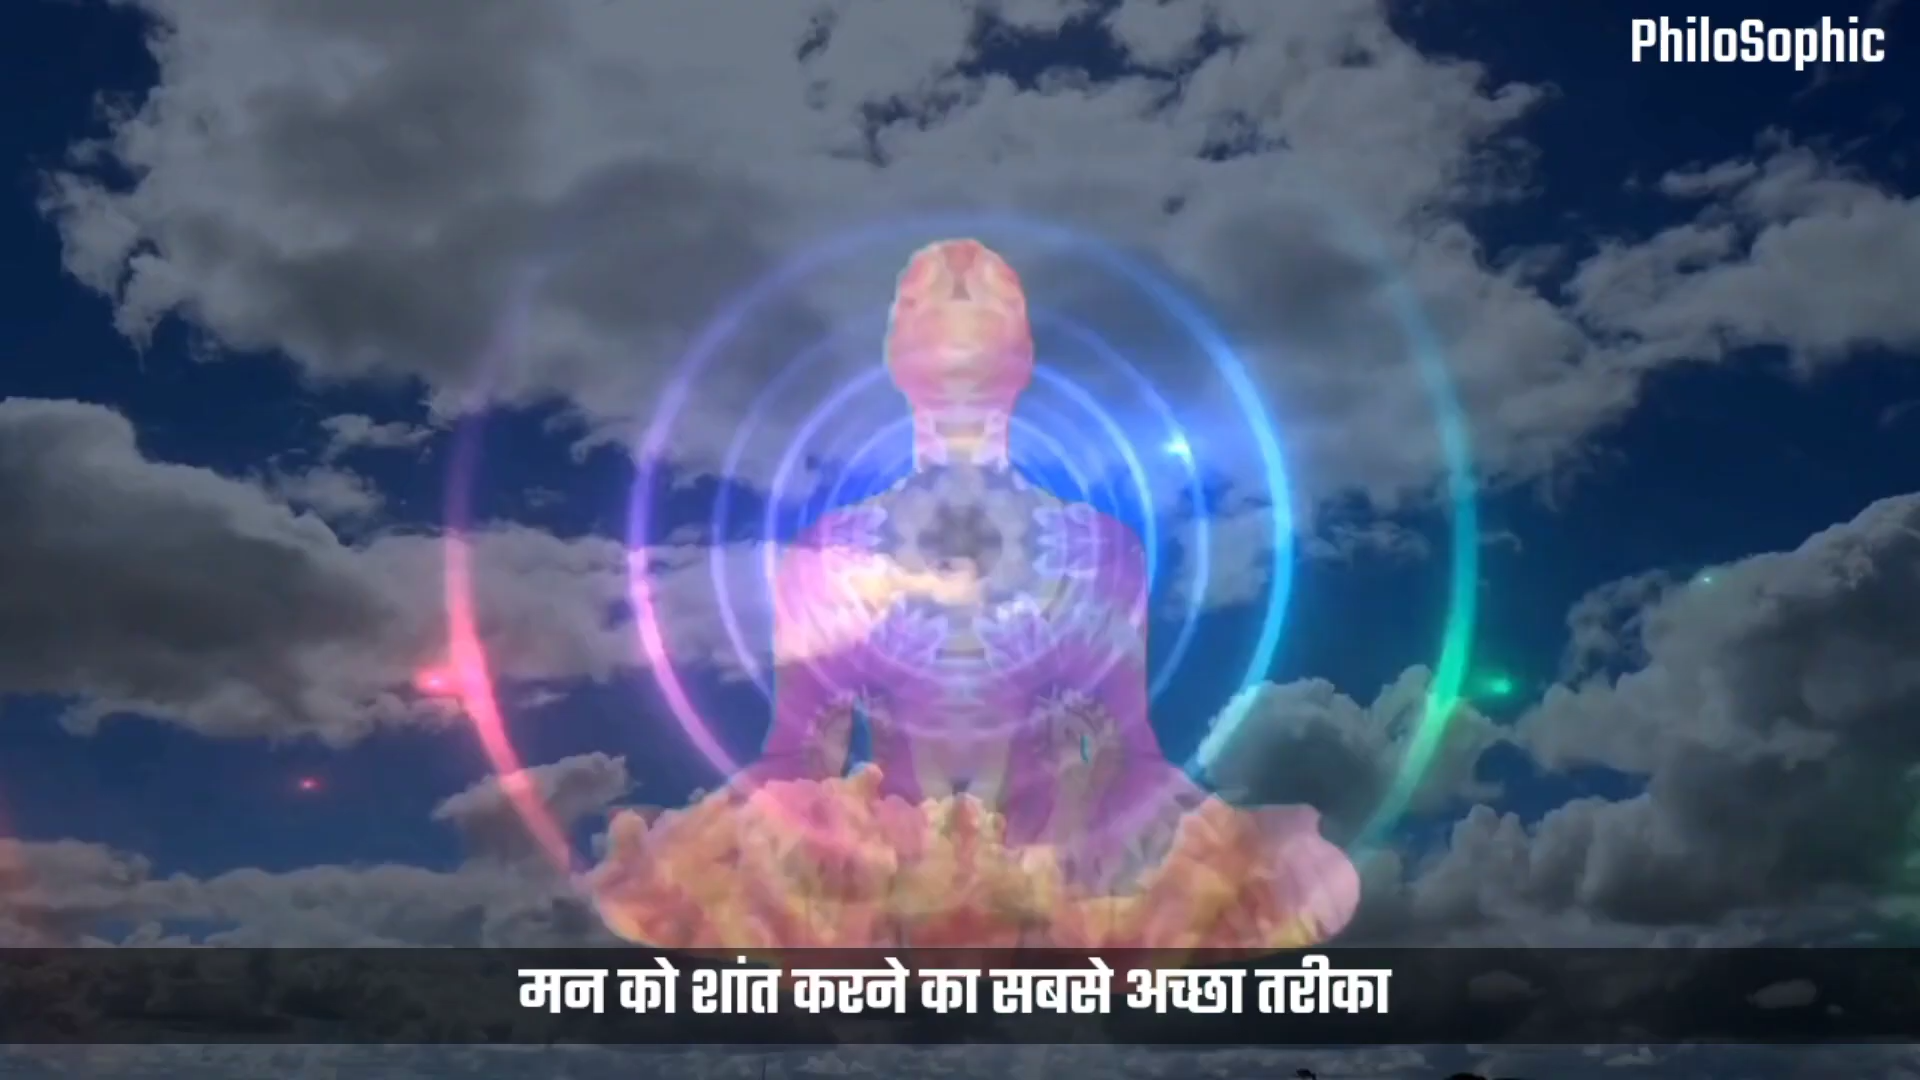 PhiloSophic
मन को शांत करने का सबसे अच्छा तरीका